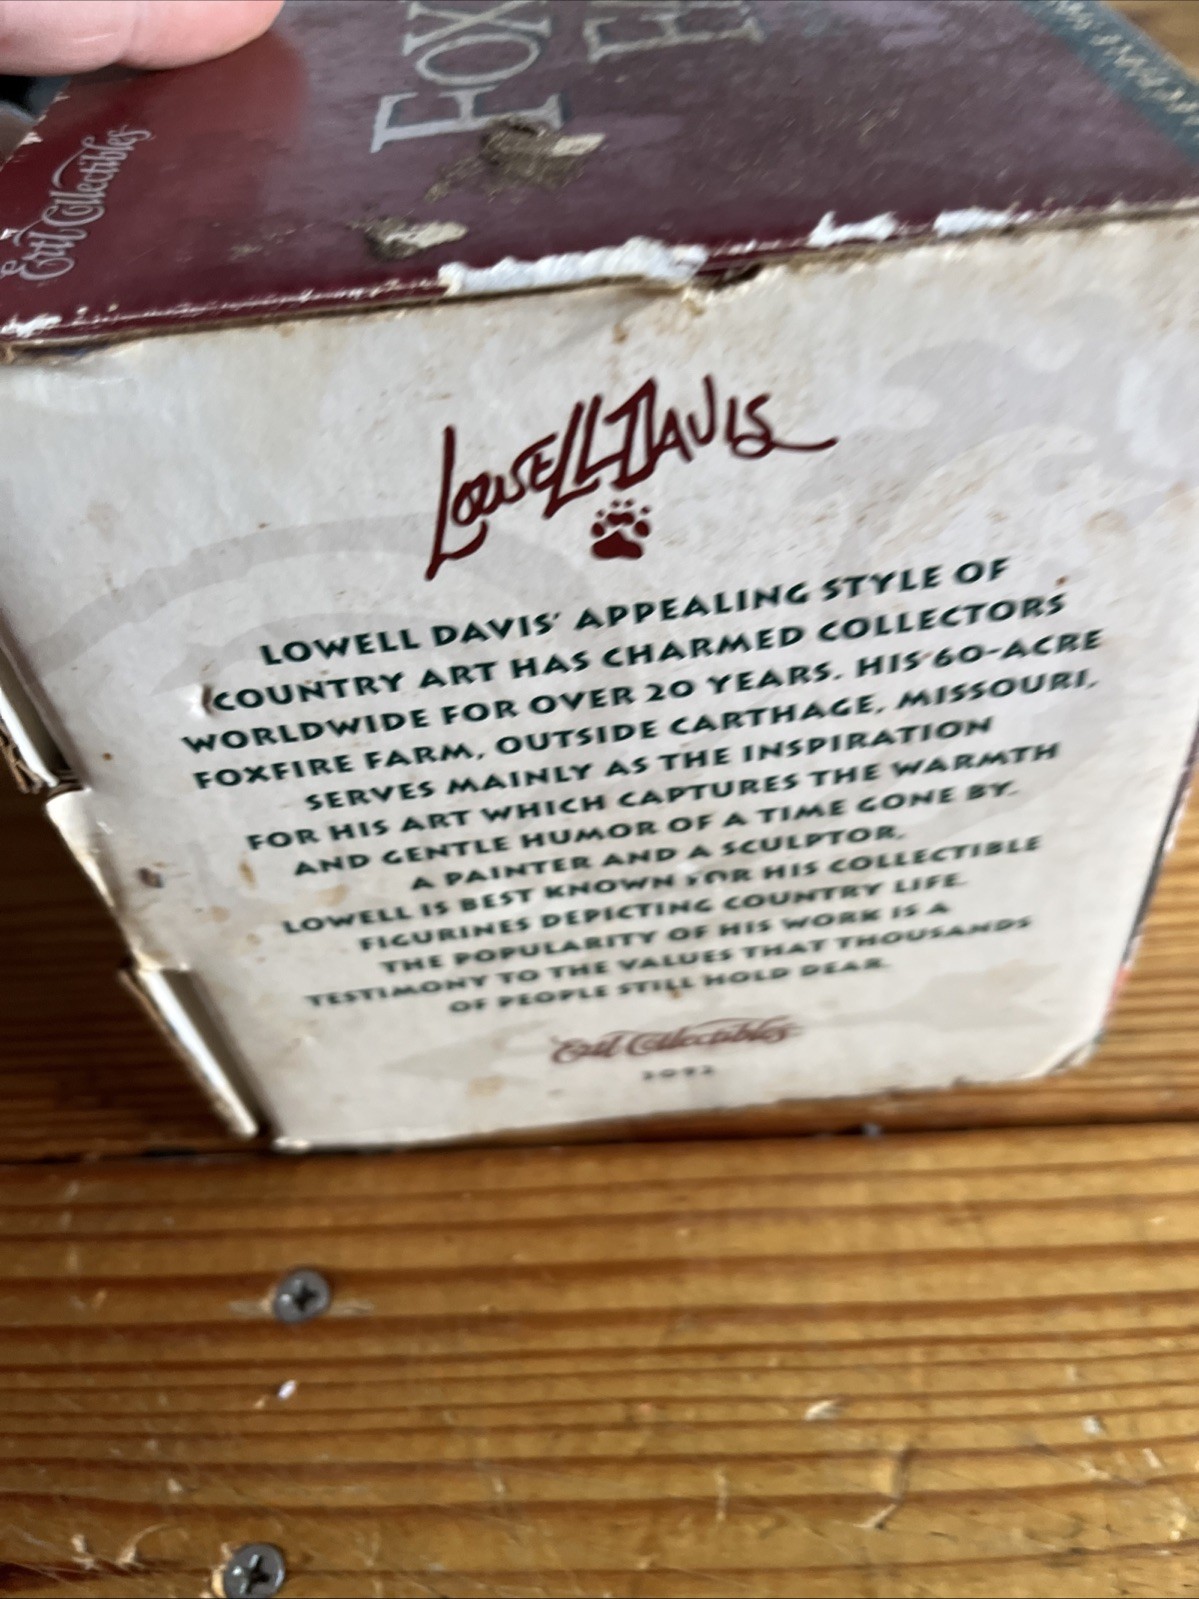 Ertl Collectibles
FOX
LOWELL DAVIS
LOWELL DAVIS' APPEALING STYLE OF
COUNTRY ART HAS CHARMED COLLECTORS
WORLDWIDE FOR OVER 20 YEARS. HIS 60-ACRE
FOXFIRE FARM, OUTSIDE CARTHAGE, MISSOURI,
SERVES MAINLY AS THE INSPIRATION
FOR HIS ART WHICH CAPTURES THE WARMTH
AND GENTLE HUMOR OF A TIME GONE BY.
A PAINTER AND A SCULPTOR,
LOWELL IS BEST KNOWN FOR HIS COLLECTIBLE
FIGURINES DEPICTING COUNTRY LIFE.
THE POPULARITY OF HIS WORK IS A
TESTIMONY TO THE VALUES THAT THOUSANDS
OF PEOPLE STILL HOLD DEAR.
Ertl Collectibles